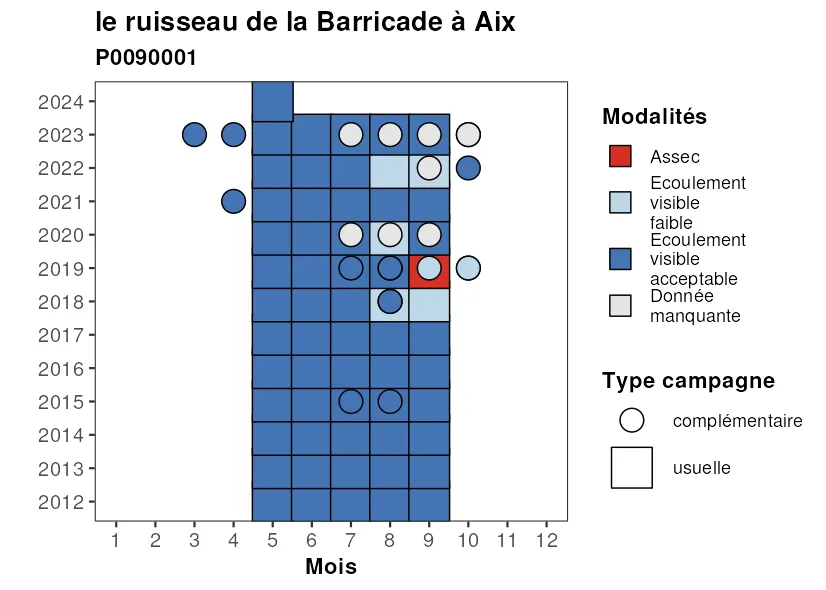 le ruisseau de la Barricade à Aix
P0090001
2024
2023
2022
2021
2020
2019
2018
2017
2016
2015
2014
2013
2012
1 2 3 4 5 6 7 8 9 10 11 12
Mois
Modalités
Assec
Ecoulement
visible
faible
Ecoulement
visible
acceptable
Donnée
manquante
Type campagne
complémentaire
usuelle